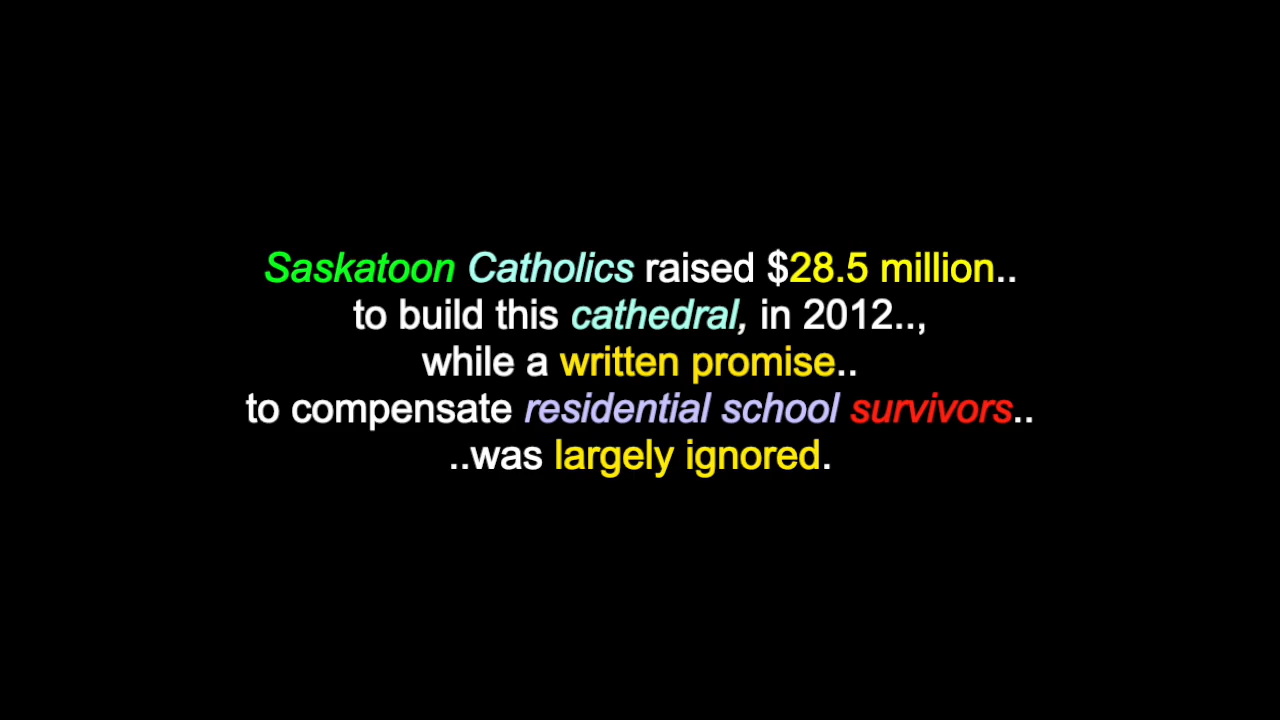 Saskatoon Catholics raised $28.5 million..
to build this cathedral, in 2012..,
while a written promise..
to compensate residential school survivors..
..was largely ignored.